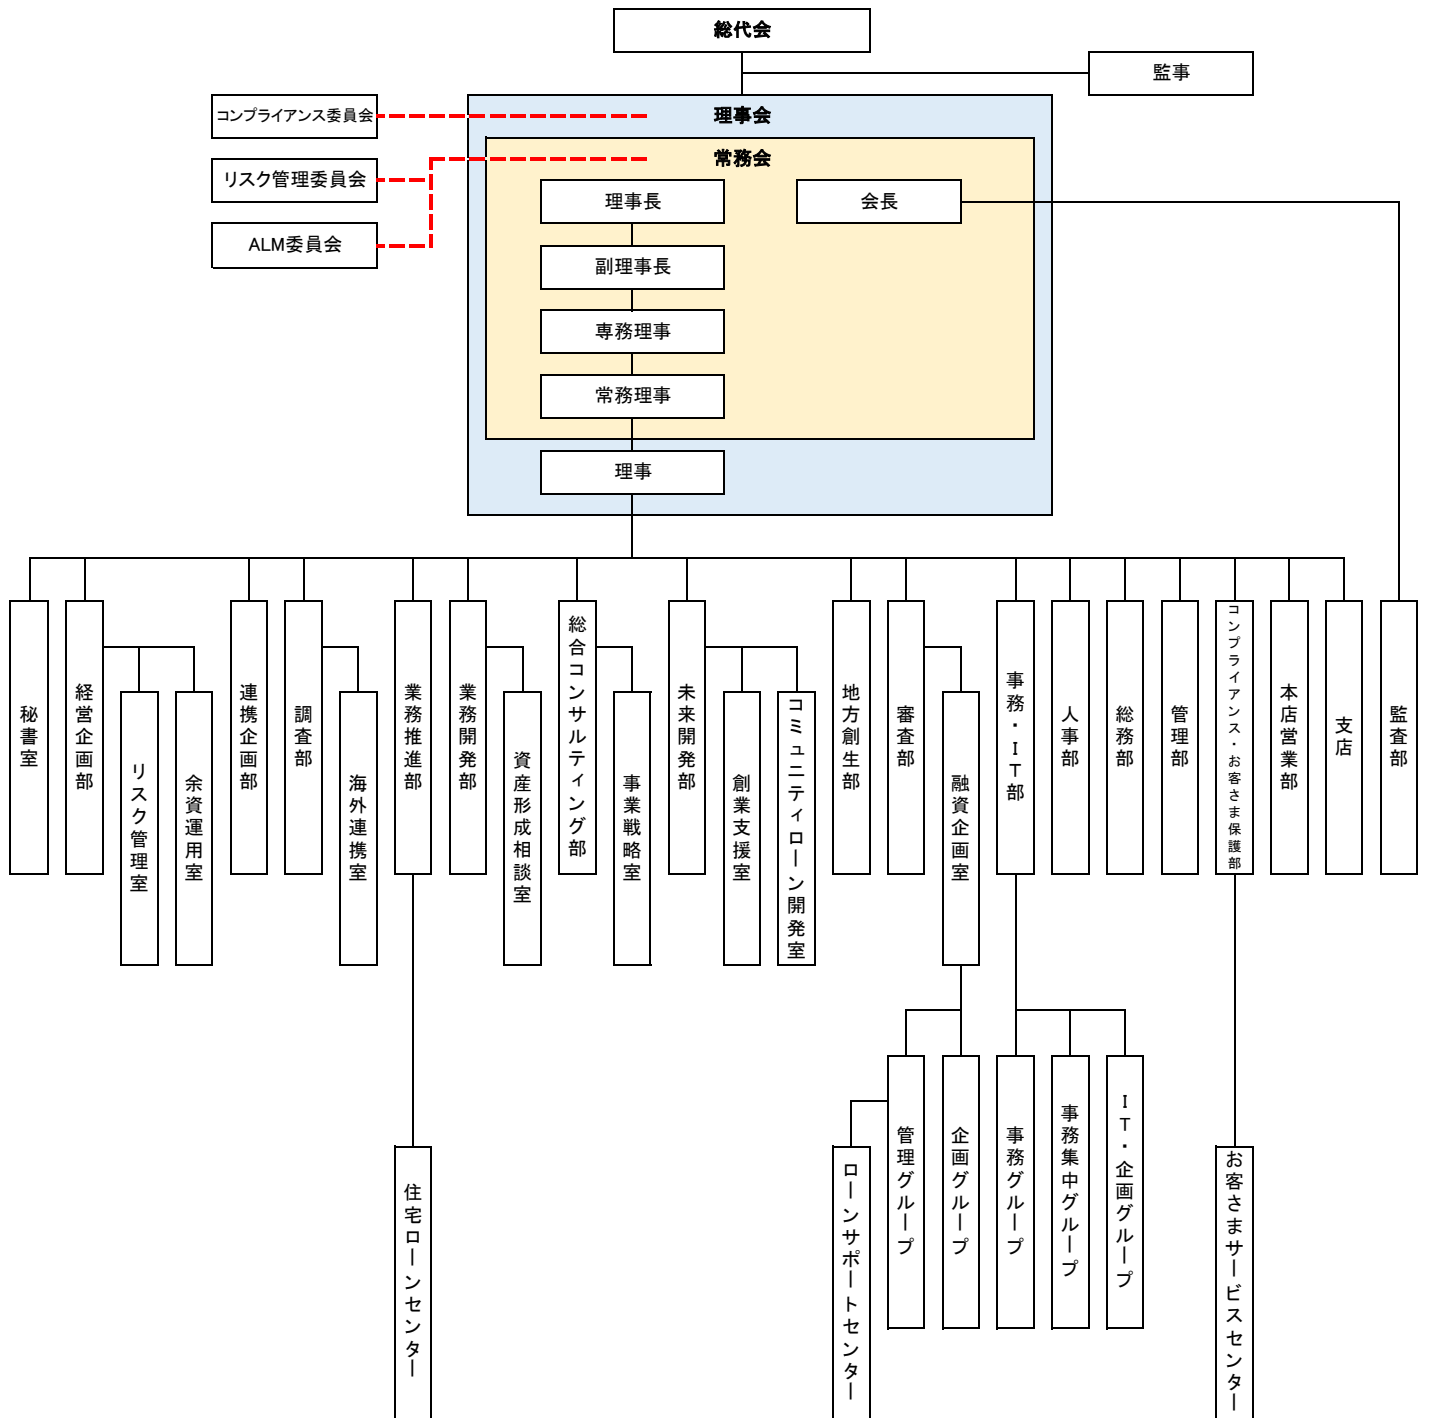 総代会
監事
コンプライアンス委員会
理事会
常務会
リスク管理委員会
理事長
会長
ALM委員会
副理事長
専務理事
常務理事
理事
秘書室
経営企画部
リスク管理室
余資運用室
連携企画部
調査部
海外連携室
業務推進部
業務開発部
資産形成相談室
総合コンサルティング部
事業戦略室
未来開発部
創業支援室
コミュニティローン開発室
地方創生部
審査部
融資企画室
事務・IT部
人事部
総務部
管理部
コンプライアンス・お客さま保護部
本店営業部
支店
監査部
管理グループ
企画グループ
事務グループ
事務集中グループ
IT・企画グループ
住宅ローンセンター
ローンサポートセンター
お客さまサービスセンター